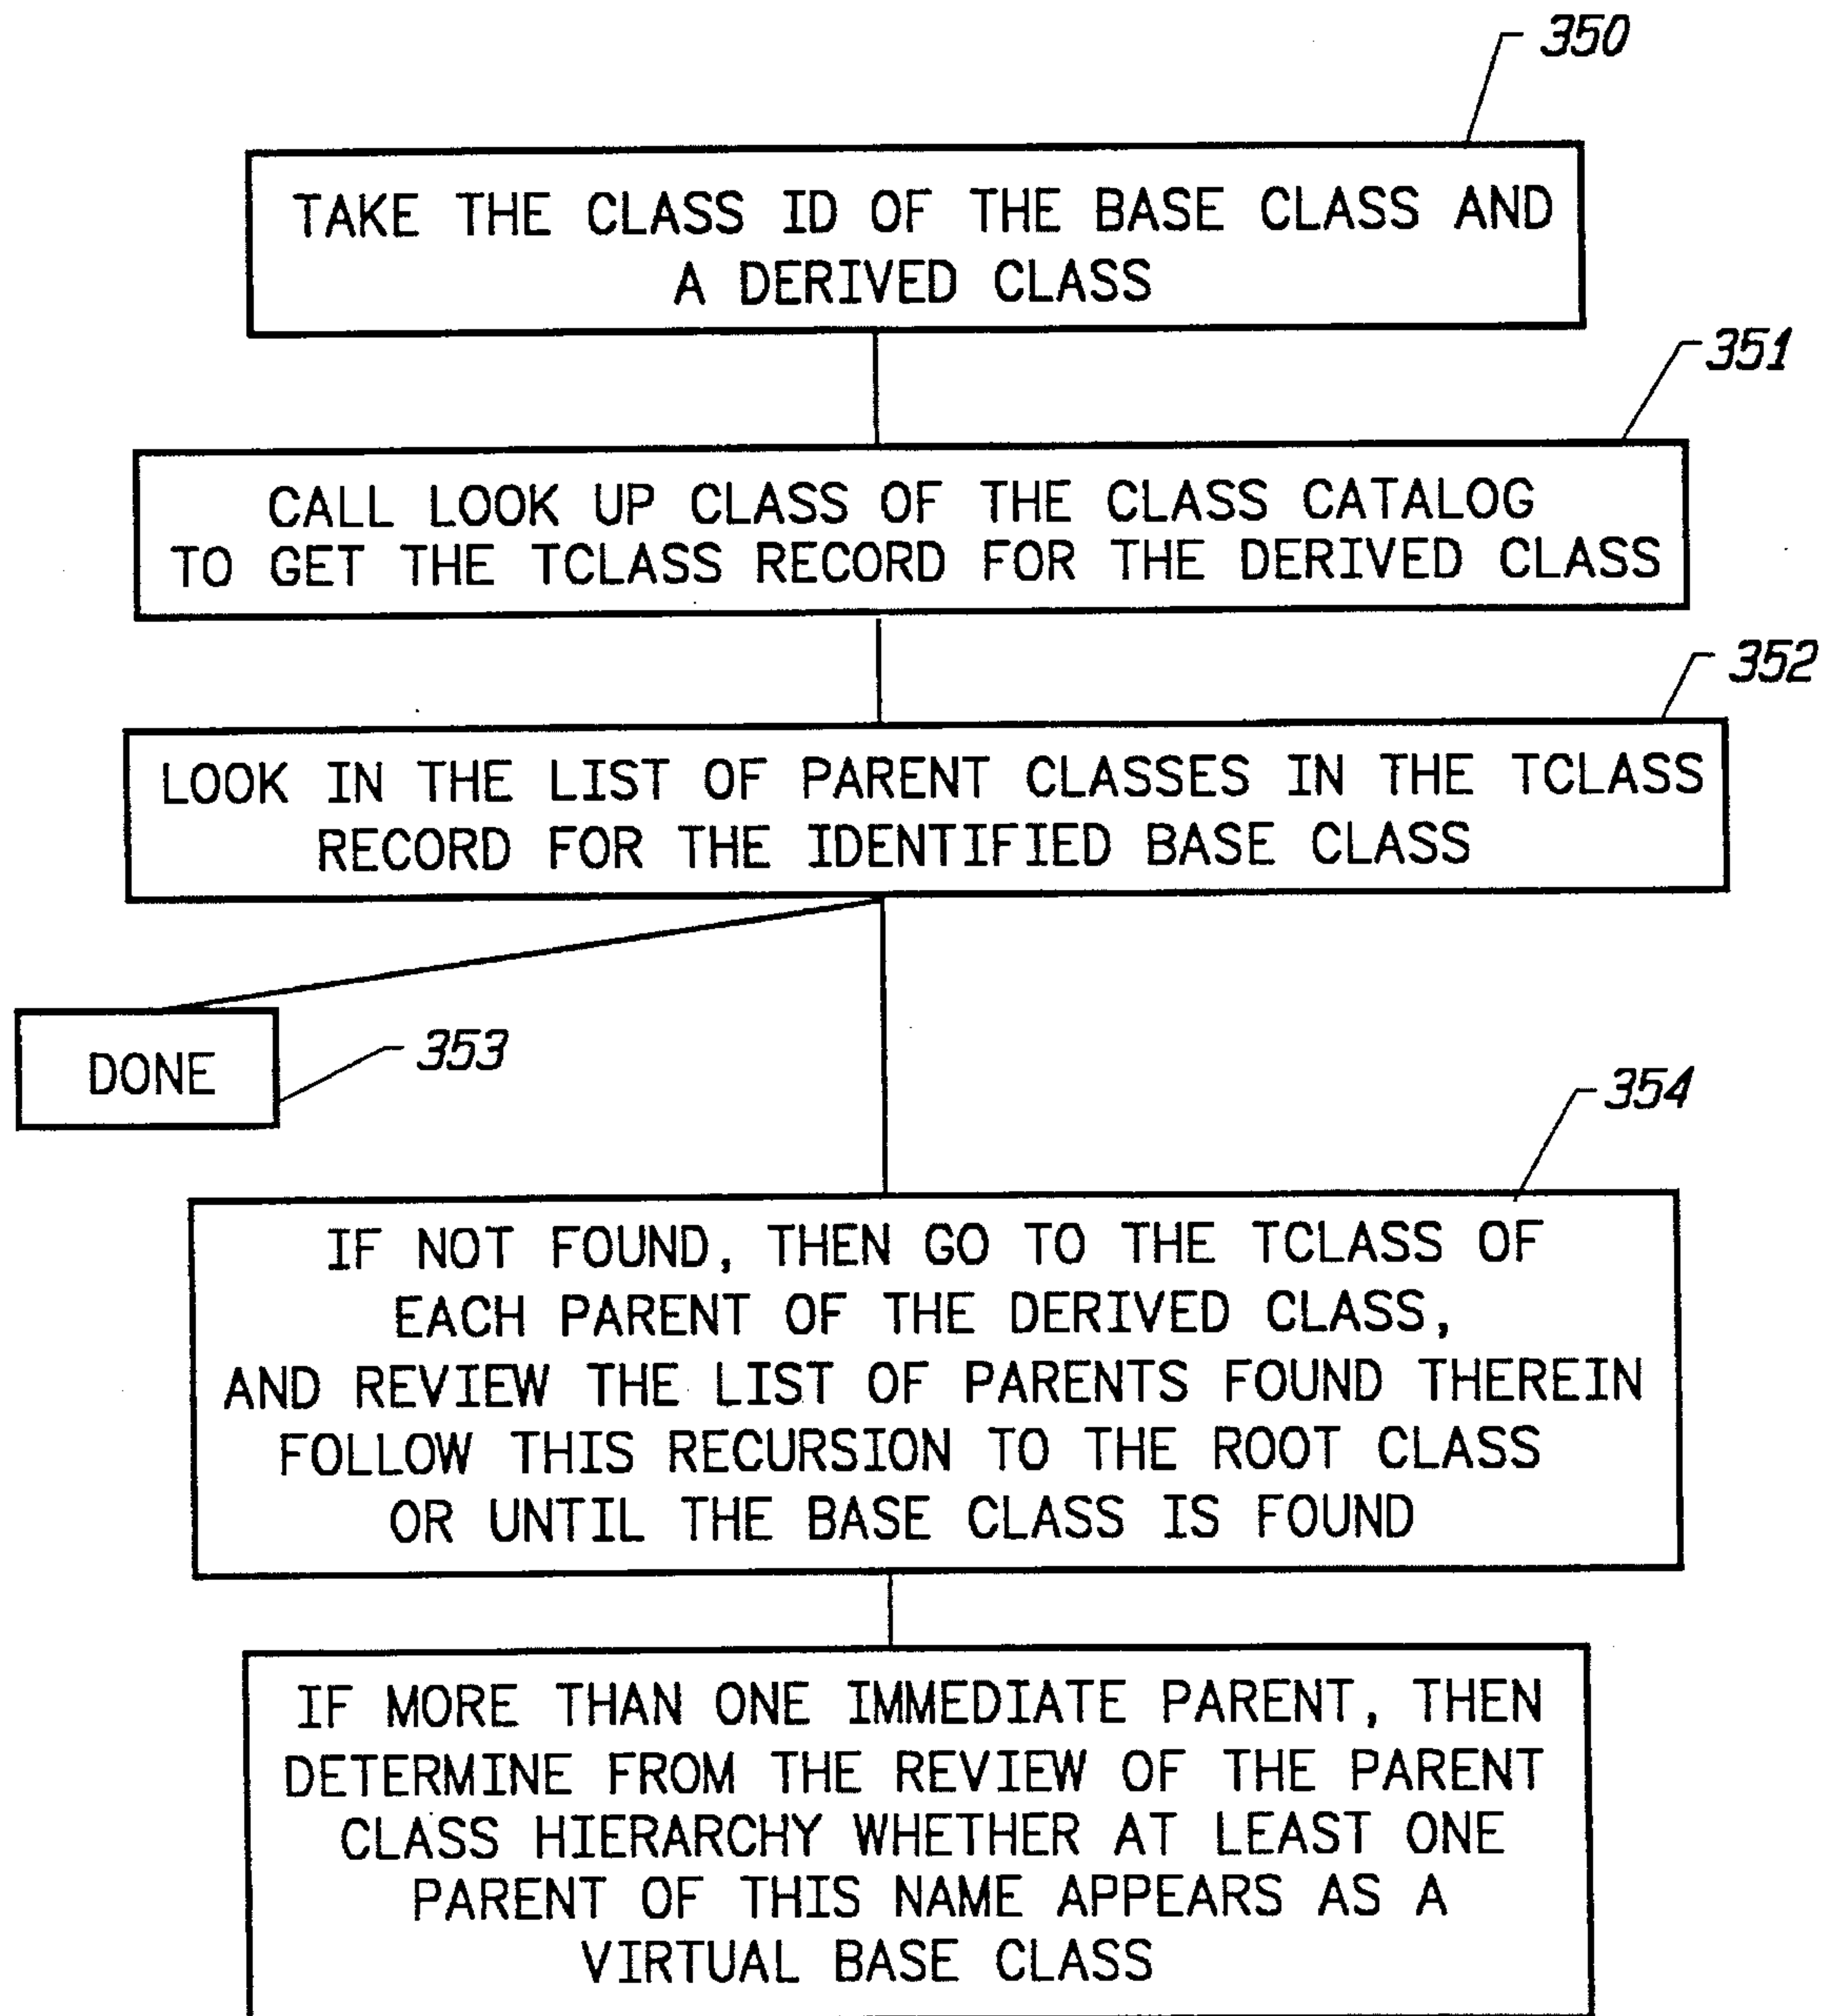 350
TAKE THE CLASS ID OF THE BASE CLASS AND
A DERIVED CLASS
351
CALL LOOK UP CLASS OF THE CLASS CATALOG
TO GET THE TCLASS RECORD FOR THE DERIVED CLASS
352
LOOK IN THE LIST OF PARENT CLASSES IN THE TCLASS
RECORD FOR THE IDENTIFIED BASE CLASS
DONE
353
354
IF NOT FOUND, THEN GO TO THE TCLASS OF
EACH PARENT OF THE DERIVED CLASS,
AND REVIEW THE LIST OF PARENTS FOUND THEREIN
FOLLOW THIS RECURSION TO THE ROOT CLASS
OR UNTIL THE BASE CLASS IS FOUND
IF MORE THAN ONE IMMEDIATE PARENT, THEN
DETERMINE FROM THE REVIEW OF THE PARENT
CLASS HIERARCHY WHETHER AT LEAST ONE
PARENT OF THIS NAME APPEARS AS A
VIRTUAL BASE CLASS